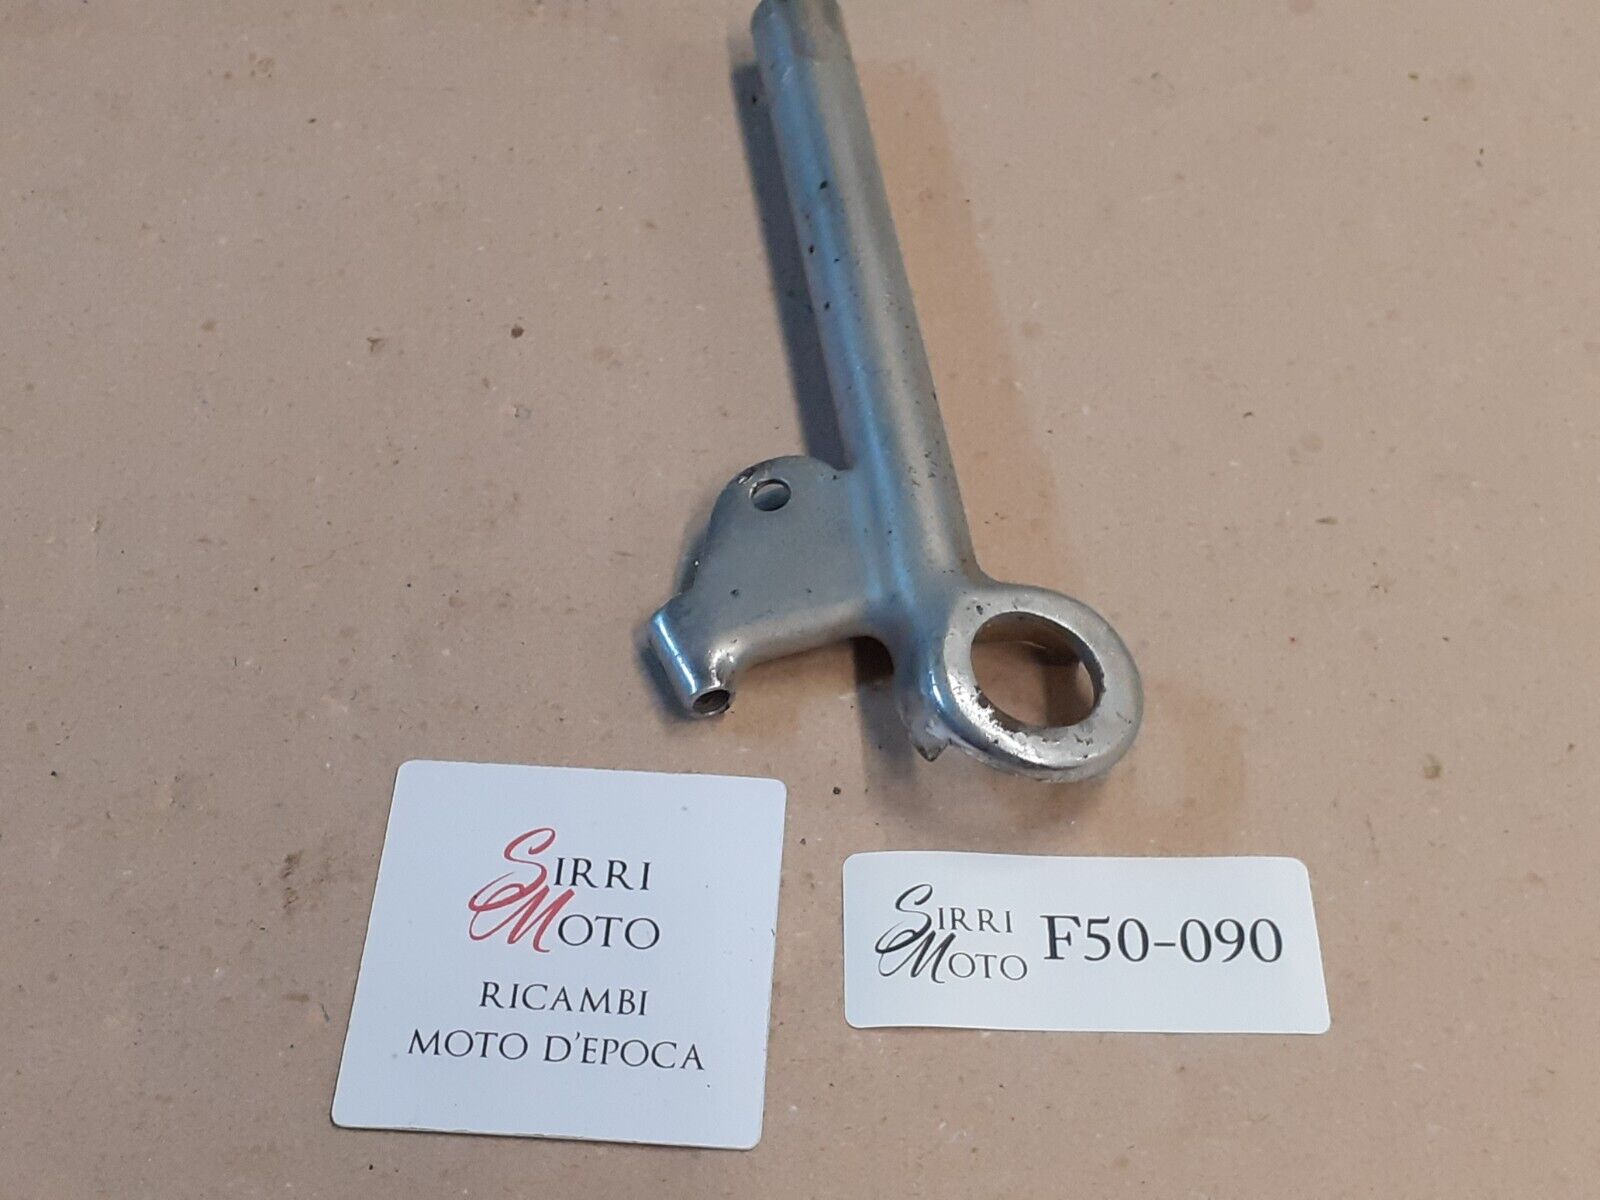 SIRRI
MOTO
RICAMBI
MOTO D'EPOCA
SIRRI
MOTO
F50-090